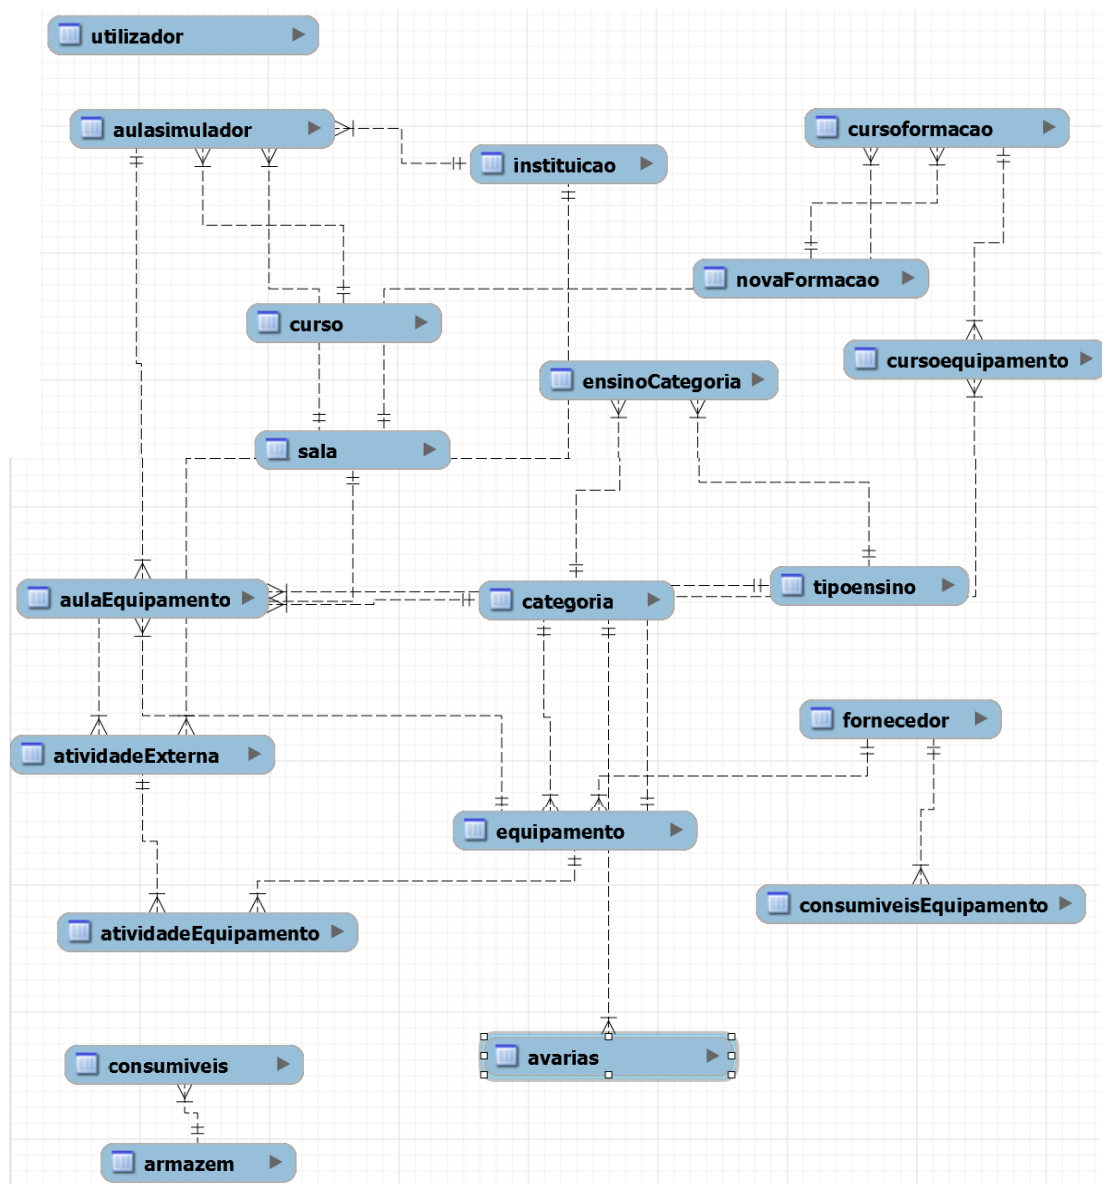 utilizador
aulasimulador
cursoformacao
instituicao
novaFormacao
curso
cursoequipamento
ensinoCategoria
sala
tipoensino
aulaEquipamento
categoria
fornecedor
atividadeExterna
equipamento
consumiveisEquipamento
atividadeEquipamento
avarias
consumiveis
armazem